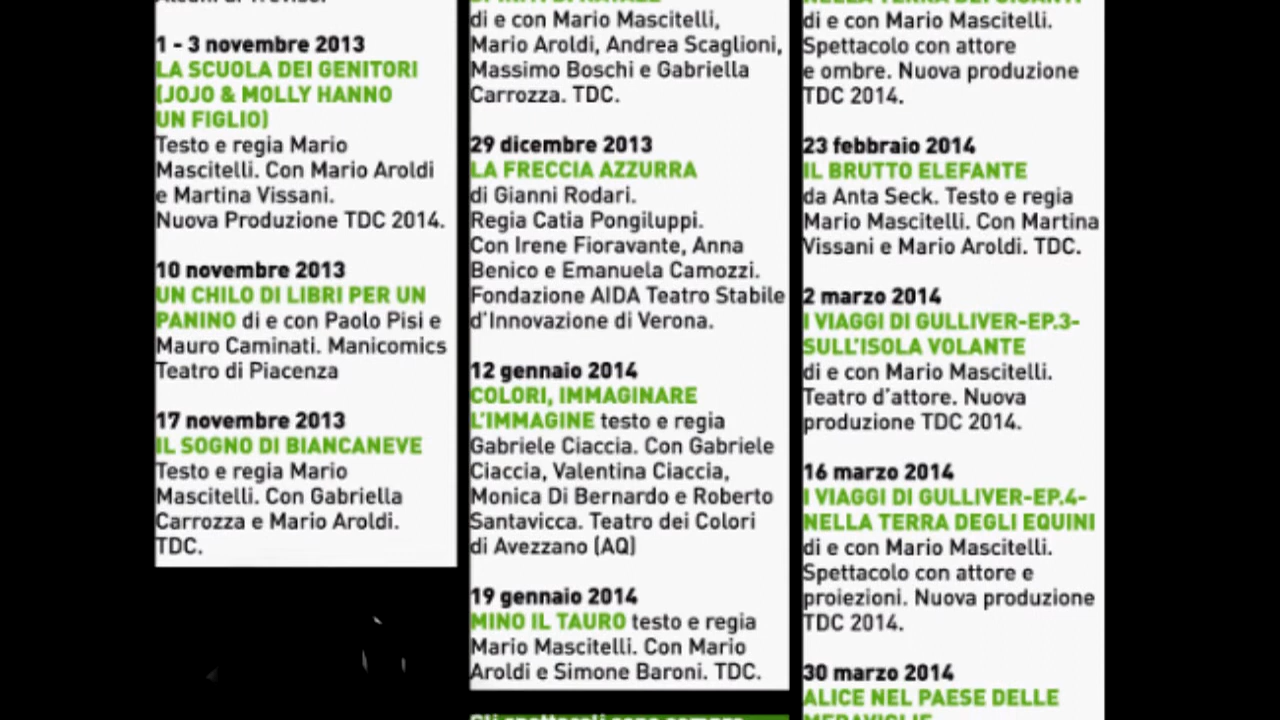 1 - 3 novembre 2013
LA SCUOLA DEI GENITORI
(JOJO & MOLLY HANNO
UN FIGLIO)
Testo e regia Mario
Mascitelli. Con Mario Aroldi
e Martina Vissani.
Nuova Produzione TDC 2014.
10 novembre 2013
UN CHILO DI LIBRI PER UN
PANINO di e con Paolo Pisi e
Mauro Caminati. Manicomics
Teatro di Piacenza
17 novembre 2013
IL SOGNO DI BIANCANEVE
Testo e regia Mario
Mascitelli. Con Gabriella
Carrozza e Mario Aroldi.
TDC.
di e con Mario Mascitelli,
Mario Aroldi, Andrea Scaglioni,
Massimo Boschi e Gabriella
Carrozza. TDC.
29 dicembre 2013
LA FRECCIA AZZURRA
di Gianni Rodari.
Regia Catia Pongiluppi.
Con Irene Fioravante, Anna
Benico e Emanuela Camozzi.
Fondazione AIDA Teatro Stabile
d'Innovazione di Verona.
12 gennaio 2014
COLORI, IMMAGINARE
L'IMMAGINE testo e regia
Gabriele Ciaccia. Con Gabriele
Ciaccia, Valentina Ciaccia,
Monica Di Bernardo e Roberto
Santavicca. Teatro dei Colori
di Avezzano (AQ)
19 gennaio 2014
MINO IL TAURO testo e regia
Mario Mascitelli. Con Mario
Aroldi e Simone Baroni. TDC.
NELLA TERRA DEI GIGANTI
di e con Mario Mascitelli.
Spettacolo con attore
e ombre. Nuova produzione
TDC 2014.
23 febbraio 2014
IL BRUTTO ELEFANTE
da Anta Seck. Testo e regia
Mario Mascitelli. Con Martina
Vissani e Mario Aroldi. TDC.
2 marzo 2014
I VIAGGI DI GULLIVER-EP.3-
SULL'ISOLA VOLANTE
di e con Mario Mascitelli.
Teatro d'attore. Nuova
produzione TDC 2014.
16 marzo 2014
I VIAGGI DI GULLIVER-EP.4-
NELLA TERRA DEGLI EQUINI
di e con Mario Mascitelli.
Spettacolo con attore e
proiezioni. Nuova produzione
TDC 2014.
30 marzo 2014
ALICE NEL PAESE DELLE
MERAVIGLIE